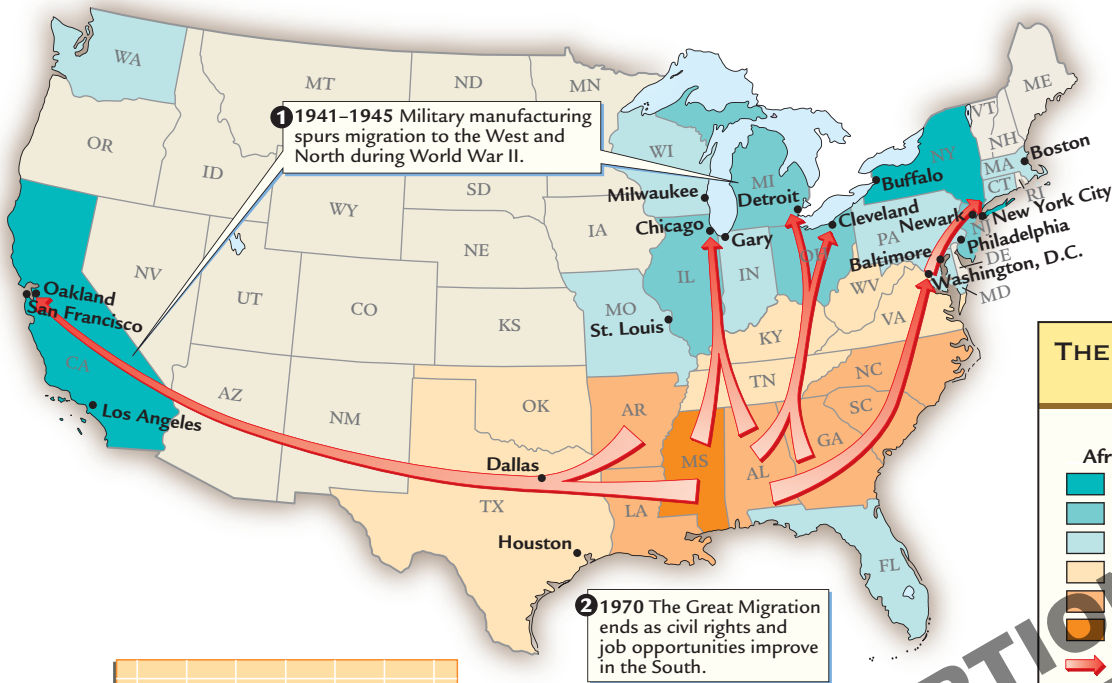 WA
MT
ND
MN
ME
VT
NH
❶ 1941–1945 Military manufacturing
spurs migration to the West and
North during World War II.
OR
ID
WI
MI
NY
MA
Boston
CT
RI
Buffalo
SD
WY
Milwaukee
Detroit
Cleveland
Newark
New York City
IA
Chicago
Gary
PA
NJ
Philadelphia
NE
Baltimore
DE
Washington, D.C.
NV
IL
IN
OH
WV
MD
Oakland
San Francisco
UT
CO
KS
MO
St. Louis
VA
KY
THE
CA
AZ
NM
OK
AR
TN
NC
SC
Los Angeles
GA
Afr
Dallas
MS
AL
TX
LA
Houston
FL
❷ 1970 The Great Migration
ends as civil rights and
job opportunities improve
in the South.